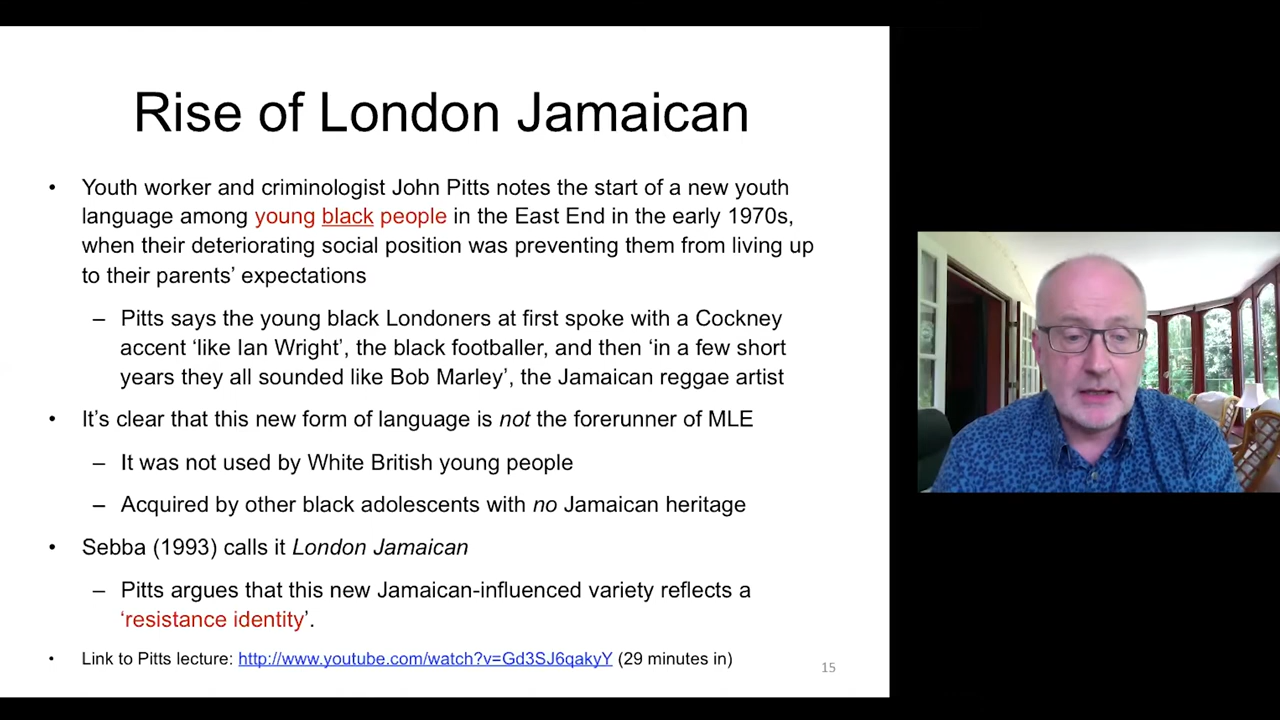 Rise of London Jamaican
• Youth worker and criminologist John Pitts notes the start of a new youth
language among young black people in the East End in the early 1970s,
when their deteriorating social position was preventing them from living up
to their parents’ expectations
– Pitts says the young black Londoners at first spoke with a Cockney
accent ‘like Ian Wright’, the black footballer, and then ‘in a few short
years they all sounded like Bob Marley’, the Jamaican reggae artist
• It’s clear that this new form of language is not the forerunner of MLE
– It was not used by White British young people
– Acquired by other black adolescents with no Jamaican heritage
• Sebba (1993) calls it London Jamaican
– Pitts argues that this new Jamaican-influenced variety reflects a
‘resistance identity’.
• Link to Pitts lecture: http://www.youtube.com/watch?v=Gd3SJ6qakyY (29 minutes in)
15